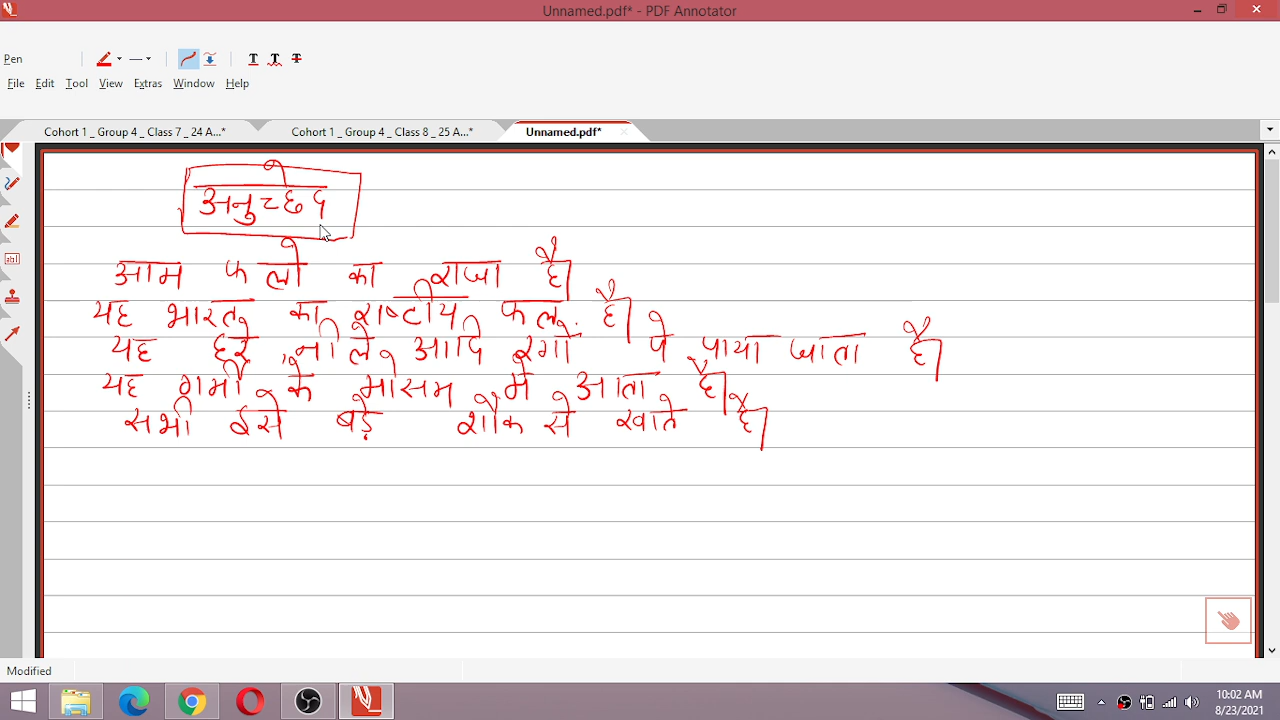 Unnamed.pdf* - PDF Annotator
Pen
T T T
File Edit Tool View Extras Window Help
Cohort 1 _ Group 4 _ Class 7 _ 24 A...* Cohort 1 _ Group 4 _ Class 8 _ 25 A...* Unnamed.pdf*
अनुच्छेद
आम फलो का राजा है।
यह भारत का राष्टीय फल है।
यह हरे, नीले आदि रंगों में पाया जाता है।
यह गर्मी के मौसम में आता है।
सभी इसे बड़े शौक से खाते है।
Modified
10:02 AM
8/23/2021